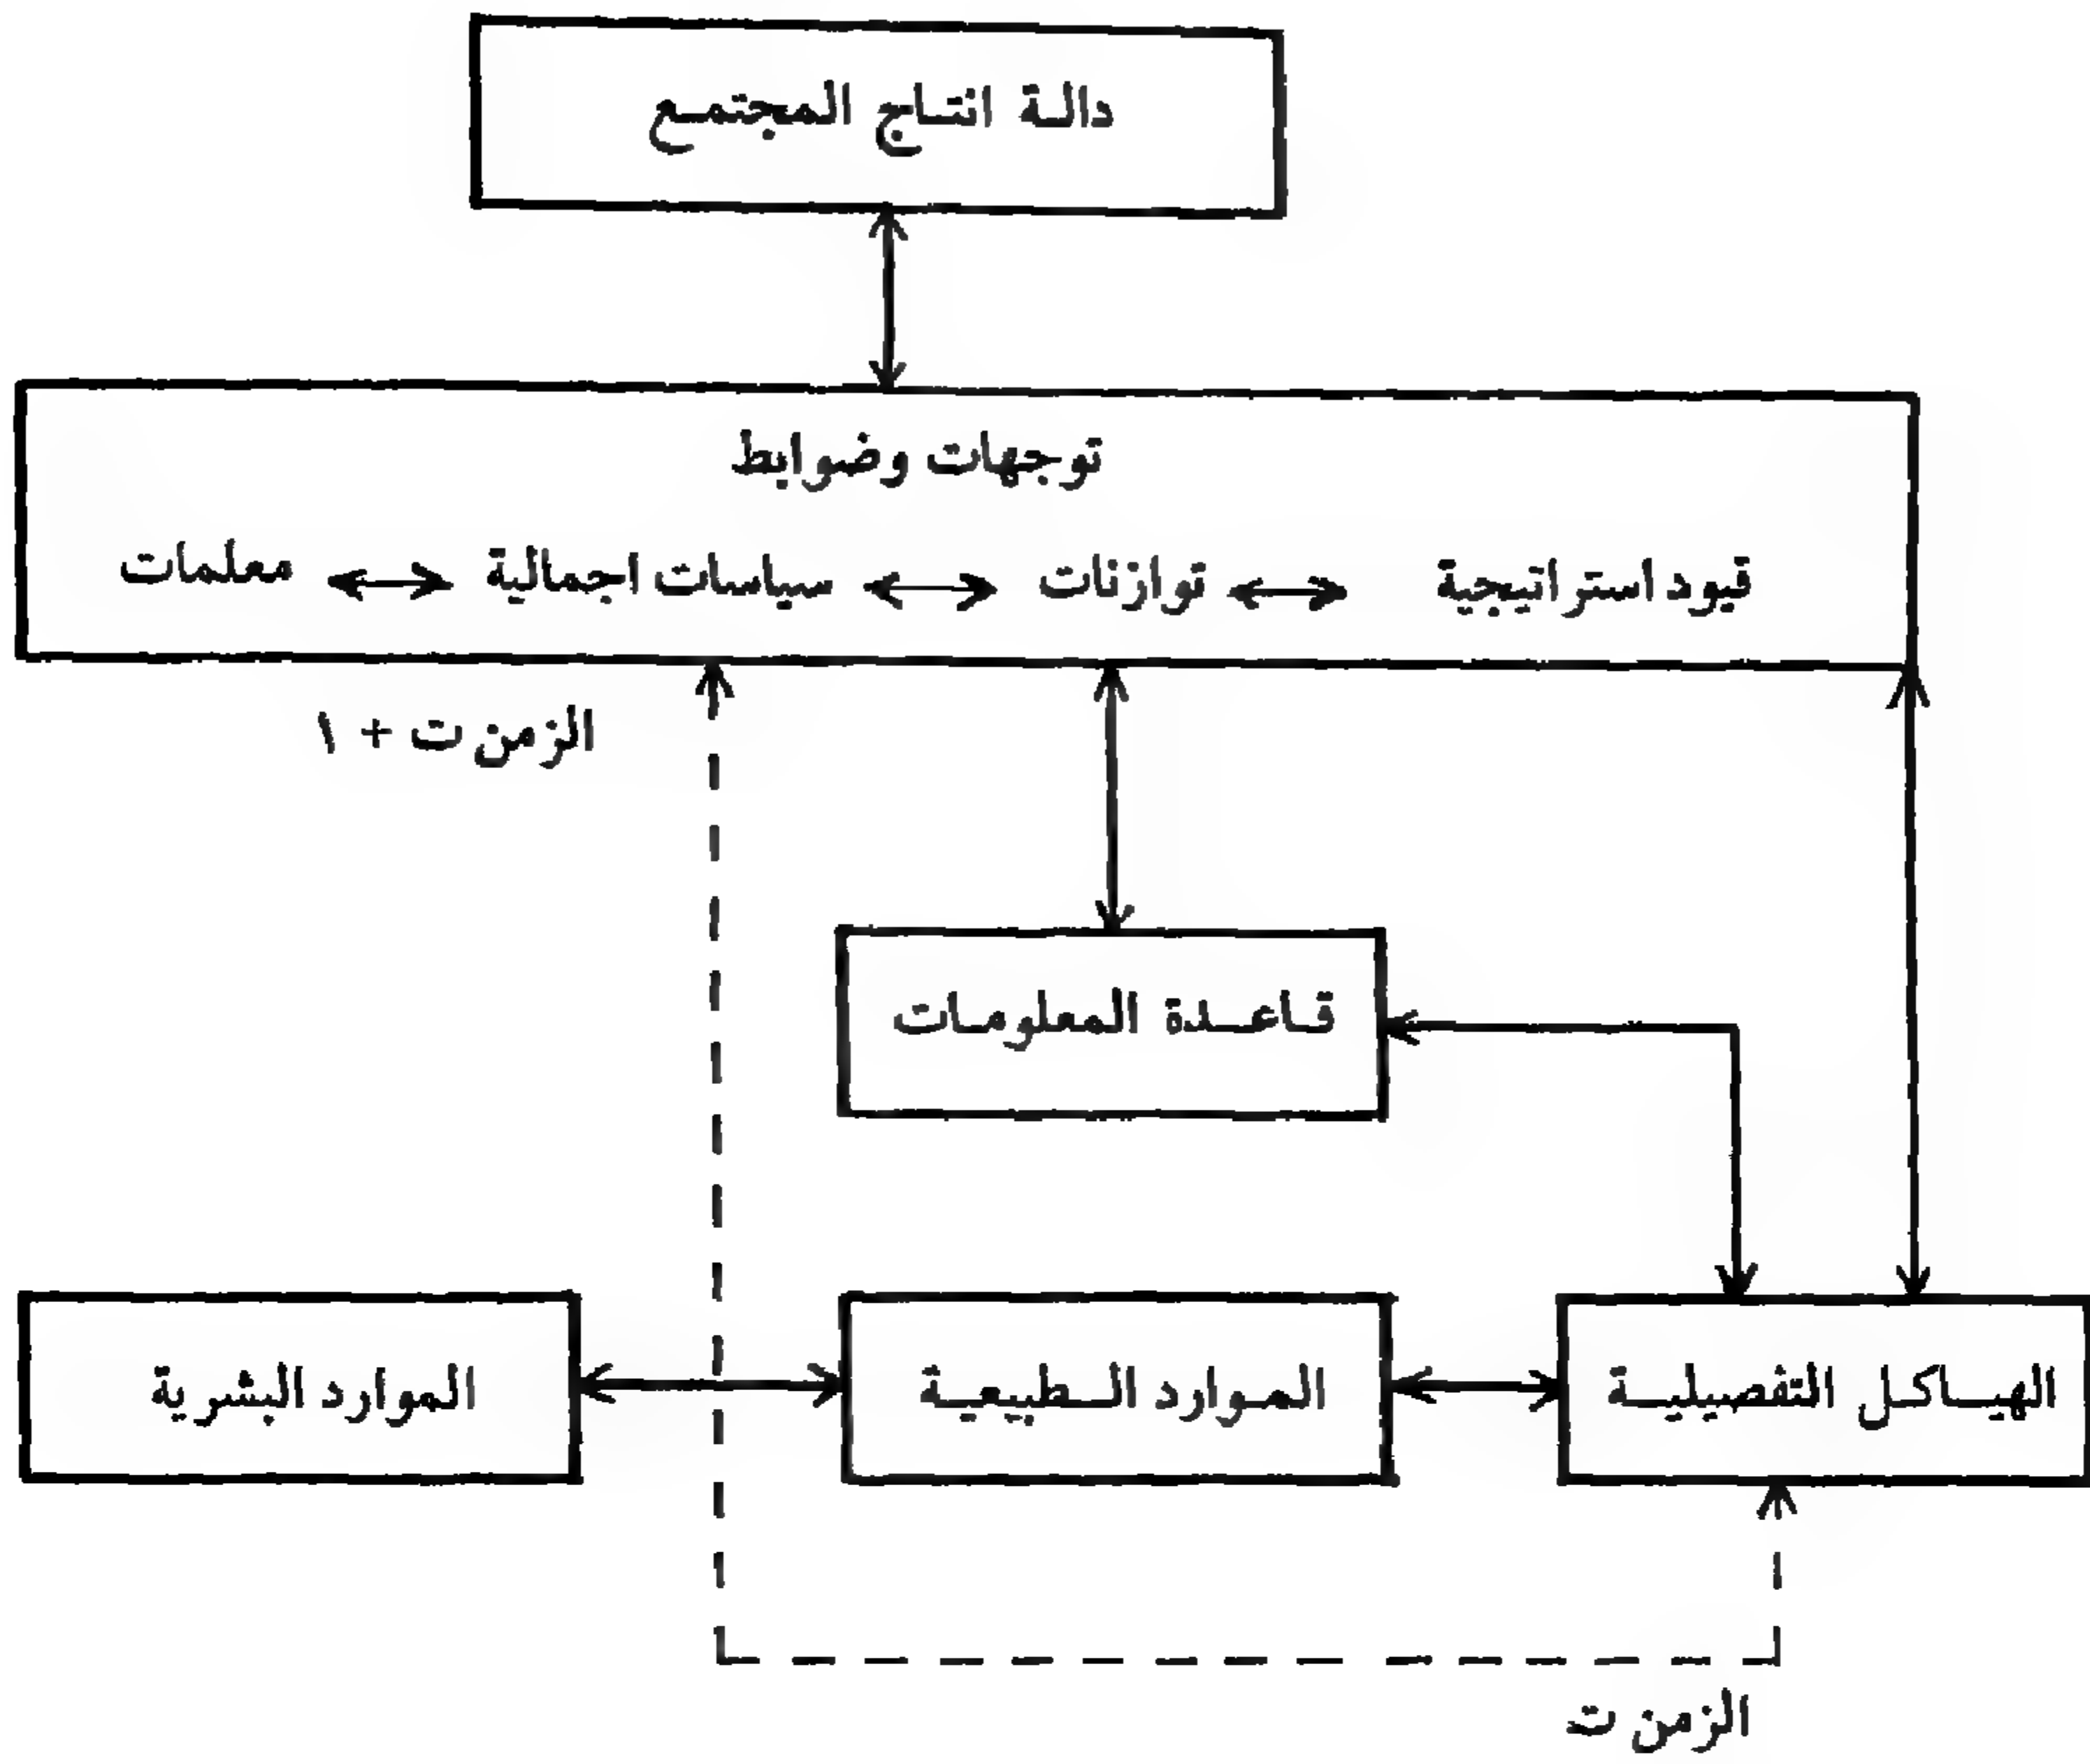 دالة انتاج المجتمع
توجهات وضوابط
قيود استراتيجية توازنات سياسات اجمالية معلمات
الزمن ت + ١
قاعدة المعلومات
الهياكل التفصيلية
الموارد الطبيعية
الموارد البشرية
الزمن ت